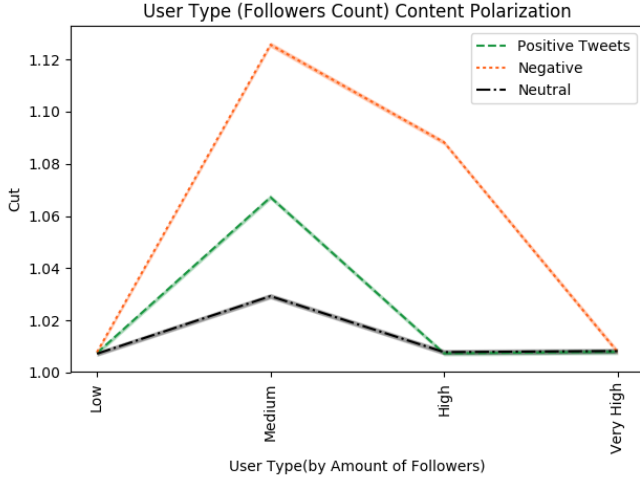 User Type (Followers Count) Content Polarization
Positive Tweets
Negative
Neutral
1.12
1.10
1.08
1.06
1.04
1.02
1.00
Cut
Low
Medium
High
Very High
User Type(by Amount of Followers)